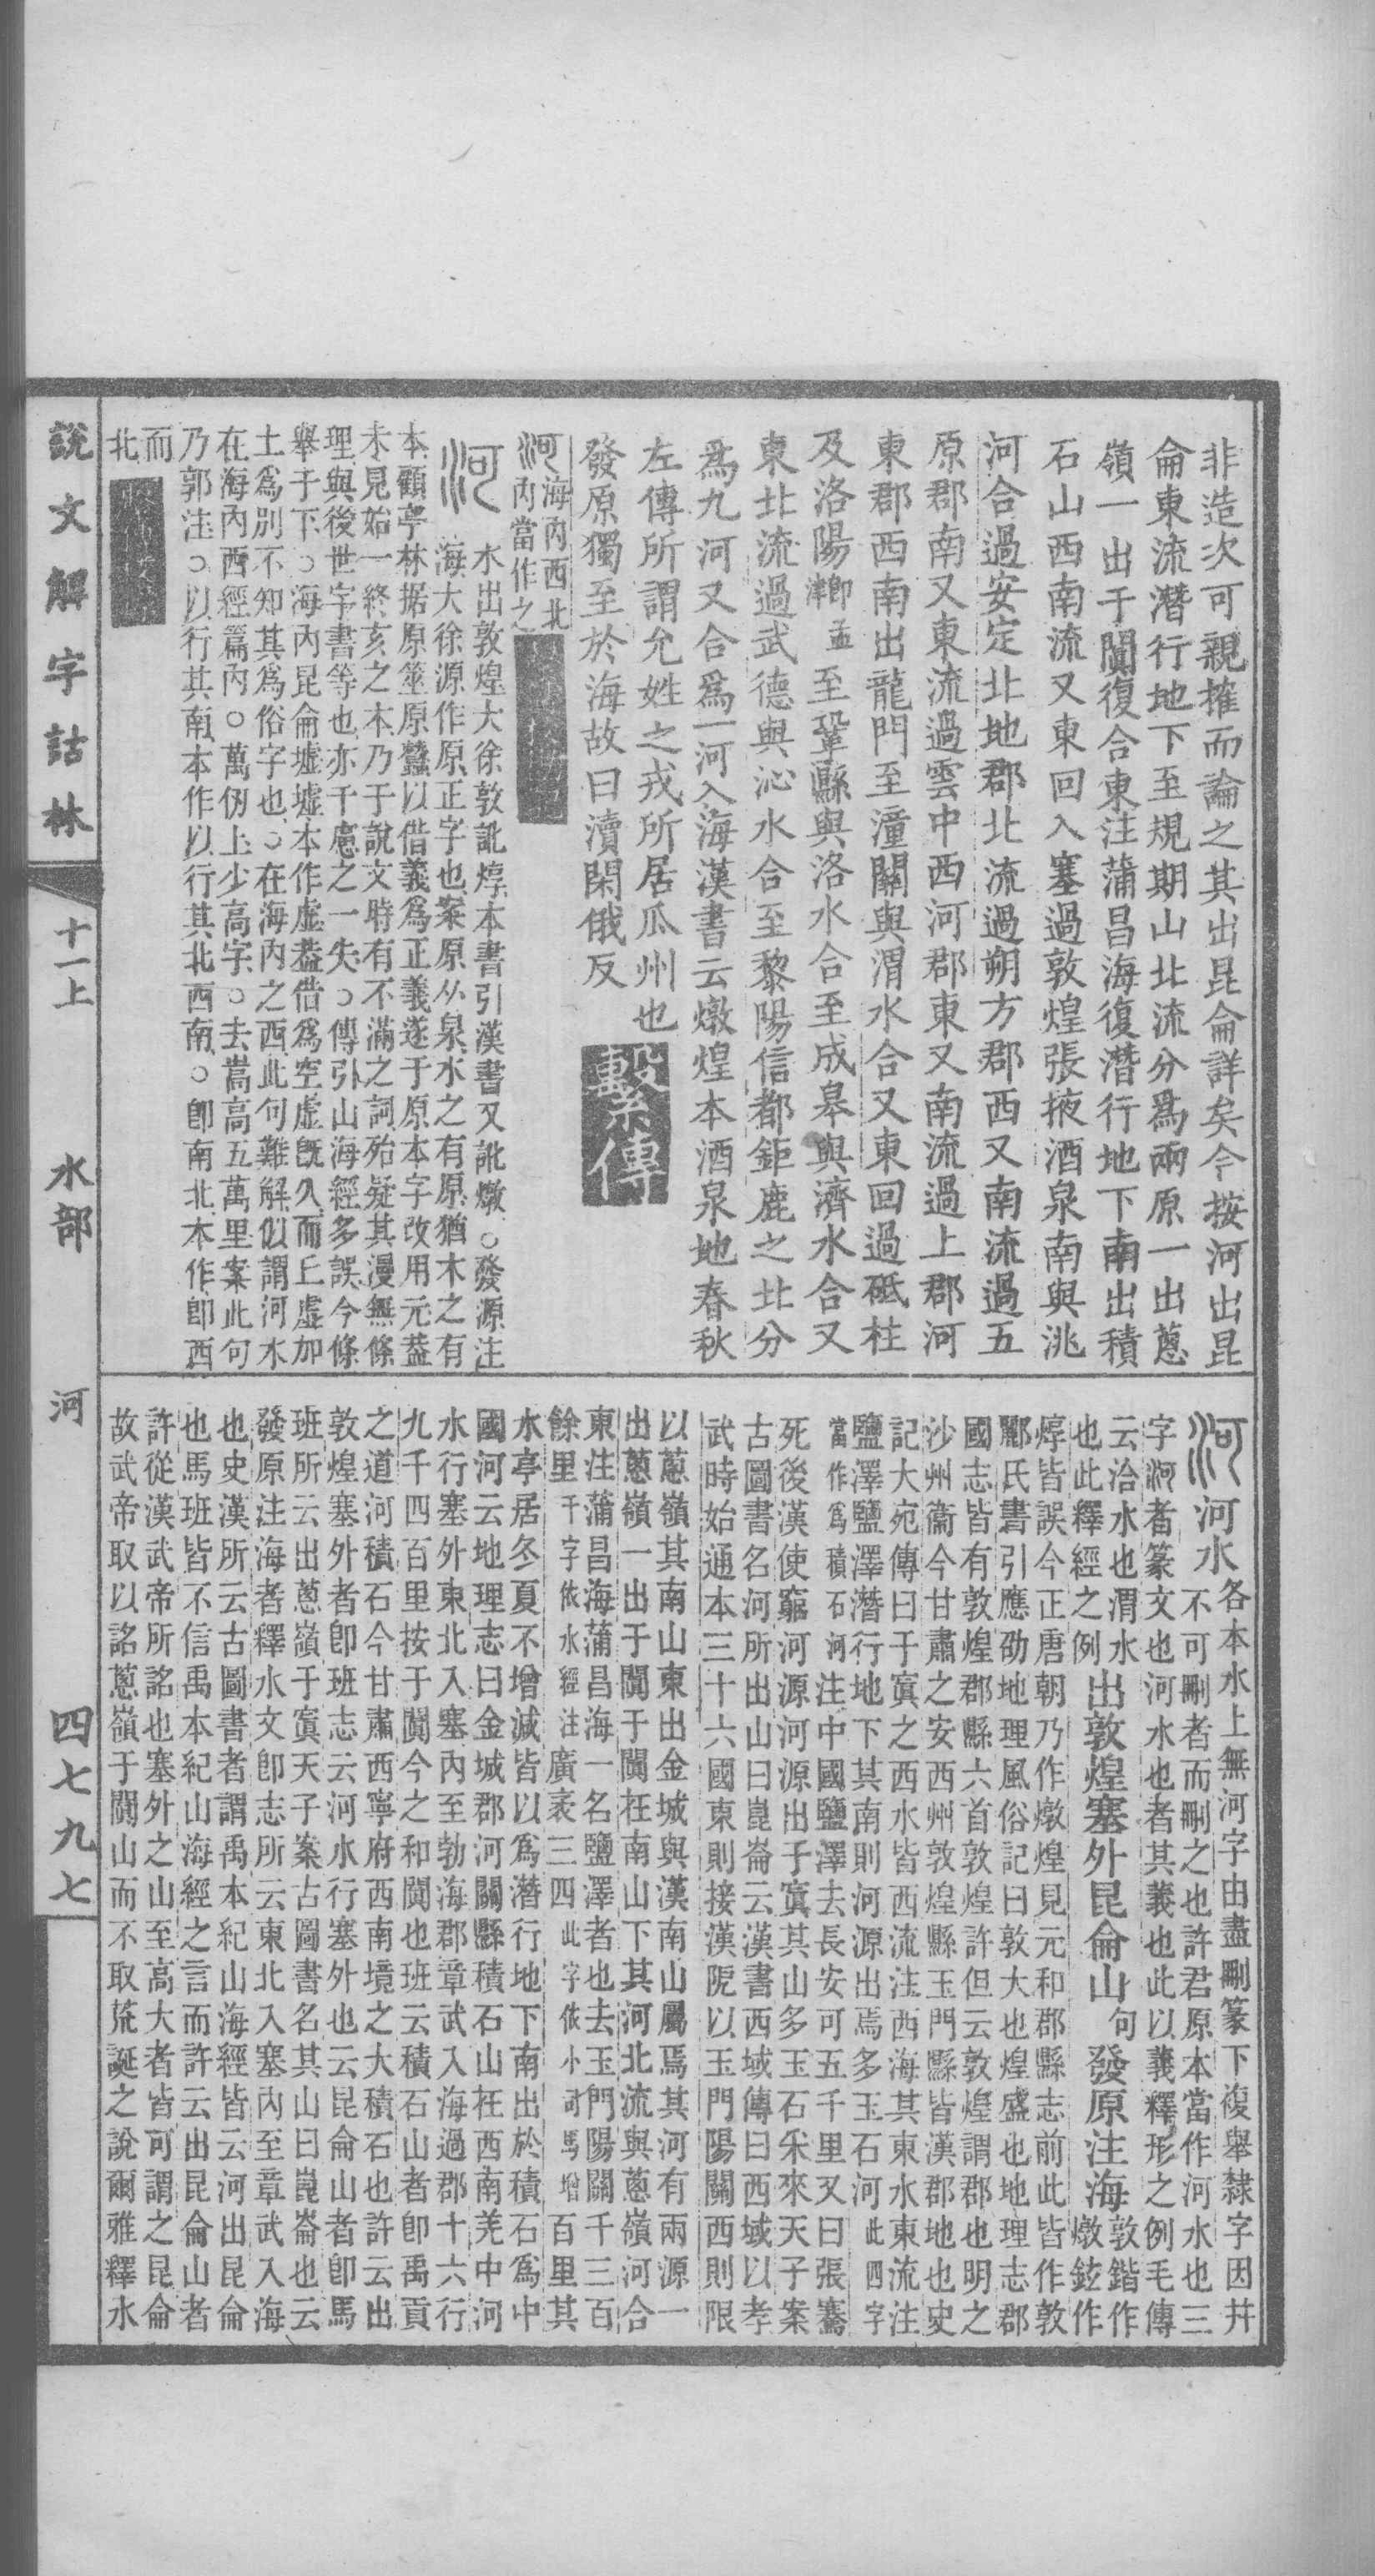 非造次可親搉而論之其出昆侖詳矣今按河出昆
侖東流潛行地下至規期山北流分爲兩原一出蔥
嶺一出于闐復合東注蒲昌海復潛行地下南出積
石山西南流又東回入塞過敦煌張掖酒泉南與洮
河合過安定北地郡北流過朔方郡西又南流過五
原郡南又東流過雲中西河郡東又南流過上郡河
東郡西南出龍門至潼關與渭水合又東回過砥柱
及洛陽卽孟津至鞏縣與洛水合至成皋與濟水合又
東北流過武德與沁水合至黎陽信都鉅鹿之北分
爲九河又合爲一河入海漢書云燉煌本酒泉地春秋
左傳所謂允姓之戎所居瓜州也
發原獨至於海故曰瀆閑俄反
繫傳
河海內西北
內當作之
河
水出敦煌大徐敦訛焞本書引漢書又訛燉○發源注
海大徐源作原正字也案原从泉水之有原猶木之有
本顧亭林据原筮原蠶以借義爲正義遂于原本字改用元葢
未見始一終亥之本乃于說文時有不滿之詞殆疑其漫無條
理與後世字書等也亦千慮之一失○傳引山海經多誤今條
舉于下○海內昆侖墟墟本作虛葢借爲空虛旣久而丘虛加
土爲別不知其爲俗字也○在海內之西此句難解似謂河水
在海內西經篇內○萬仞上少高字○去嵩高五萬里案此句
乃郭注○以行其南本作以行其北西南○卽南北本作卽西
而
北
河河水各本水上無河字由盡刪篆下複舉隸字因幷
不可刪者而刪之也許君原本當作河水也三
字河者篆文也河水也者其義也此以義釋形之例毛傳
云洽水也渭水
也此釋經之例出敦煌塞外昆侖山句發原注海敦鍇作
燉鉉作
焞皆誤今正唐朝乃作燉煌見元和郡縣志前此皆作敦
酈氏書引應劭地理風俗記曰敦大也煌盛也地理志郡
國志皆有敦煌郡縣六首敦煌許但云敦煌謂郡也明之
沙州衞今甘肅之安西州敦煌縣玉門縣皆漢郡地也史
記大宛傳曰于窴之西水皆西流注西海其東水東流注
鹽澤鹽澤潛行地下其南則河源出焉多玉石河此四字
當作爲積石河注中國鹽澤去長安可五千里又曰張騫
死後漢使窮河源河源出于窴其山多玉石采來天子案
古圖書名河所出山曰崑崙云漢書西域傳曰西域以孝
武時始通本三十六國東則接漢阸以玉門陽關西則限
以蔥嶺其南山東出金城與漢南山屬焉其河有兩源一
出蔥嶺一出于闐于闐在南山下其河北流與蔥嶺河合
東注蒲昌海蒲昌海一名鹽澤者也去玉門陽關千三百
餘里千字依水經注廣袤三四此字依小司馬增百里其
水亭居冬夏不增減皆以爲潛行地下南出於積石爲中
國河云地理志曰金城郡河關縣積石山在西南羌中河
水行塞外東北入塞內至章武入海過郡十六行
九千四百里按于闐今之和闐也班云積石山者卽禹貢
之道河積石今甘肅西寧府西南境之大積石也許云出
敦煌塞外者卽班志云河水行塞外也云昆侖山者卽馬
班所云出蔥嶺于窴天子案古圖書名其山曰崑崙也云
發原注海者釋水文卽志所云東北入塞內至章武入海
也史漢所云古圖書者謂禹本紀山海經皆云河出昆侖
也馬班皆不信禹本紀山海經之言而許云出昆侖山者
許從漢武帝所詺也塞外之山至高大者皆可謂之昆侖
故武帝取以詺蔥嶺于闐山而不取荒誕之說爾雅釋水
說文解字詁林
十一上
水部
河
四七九七